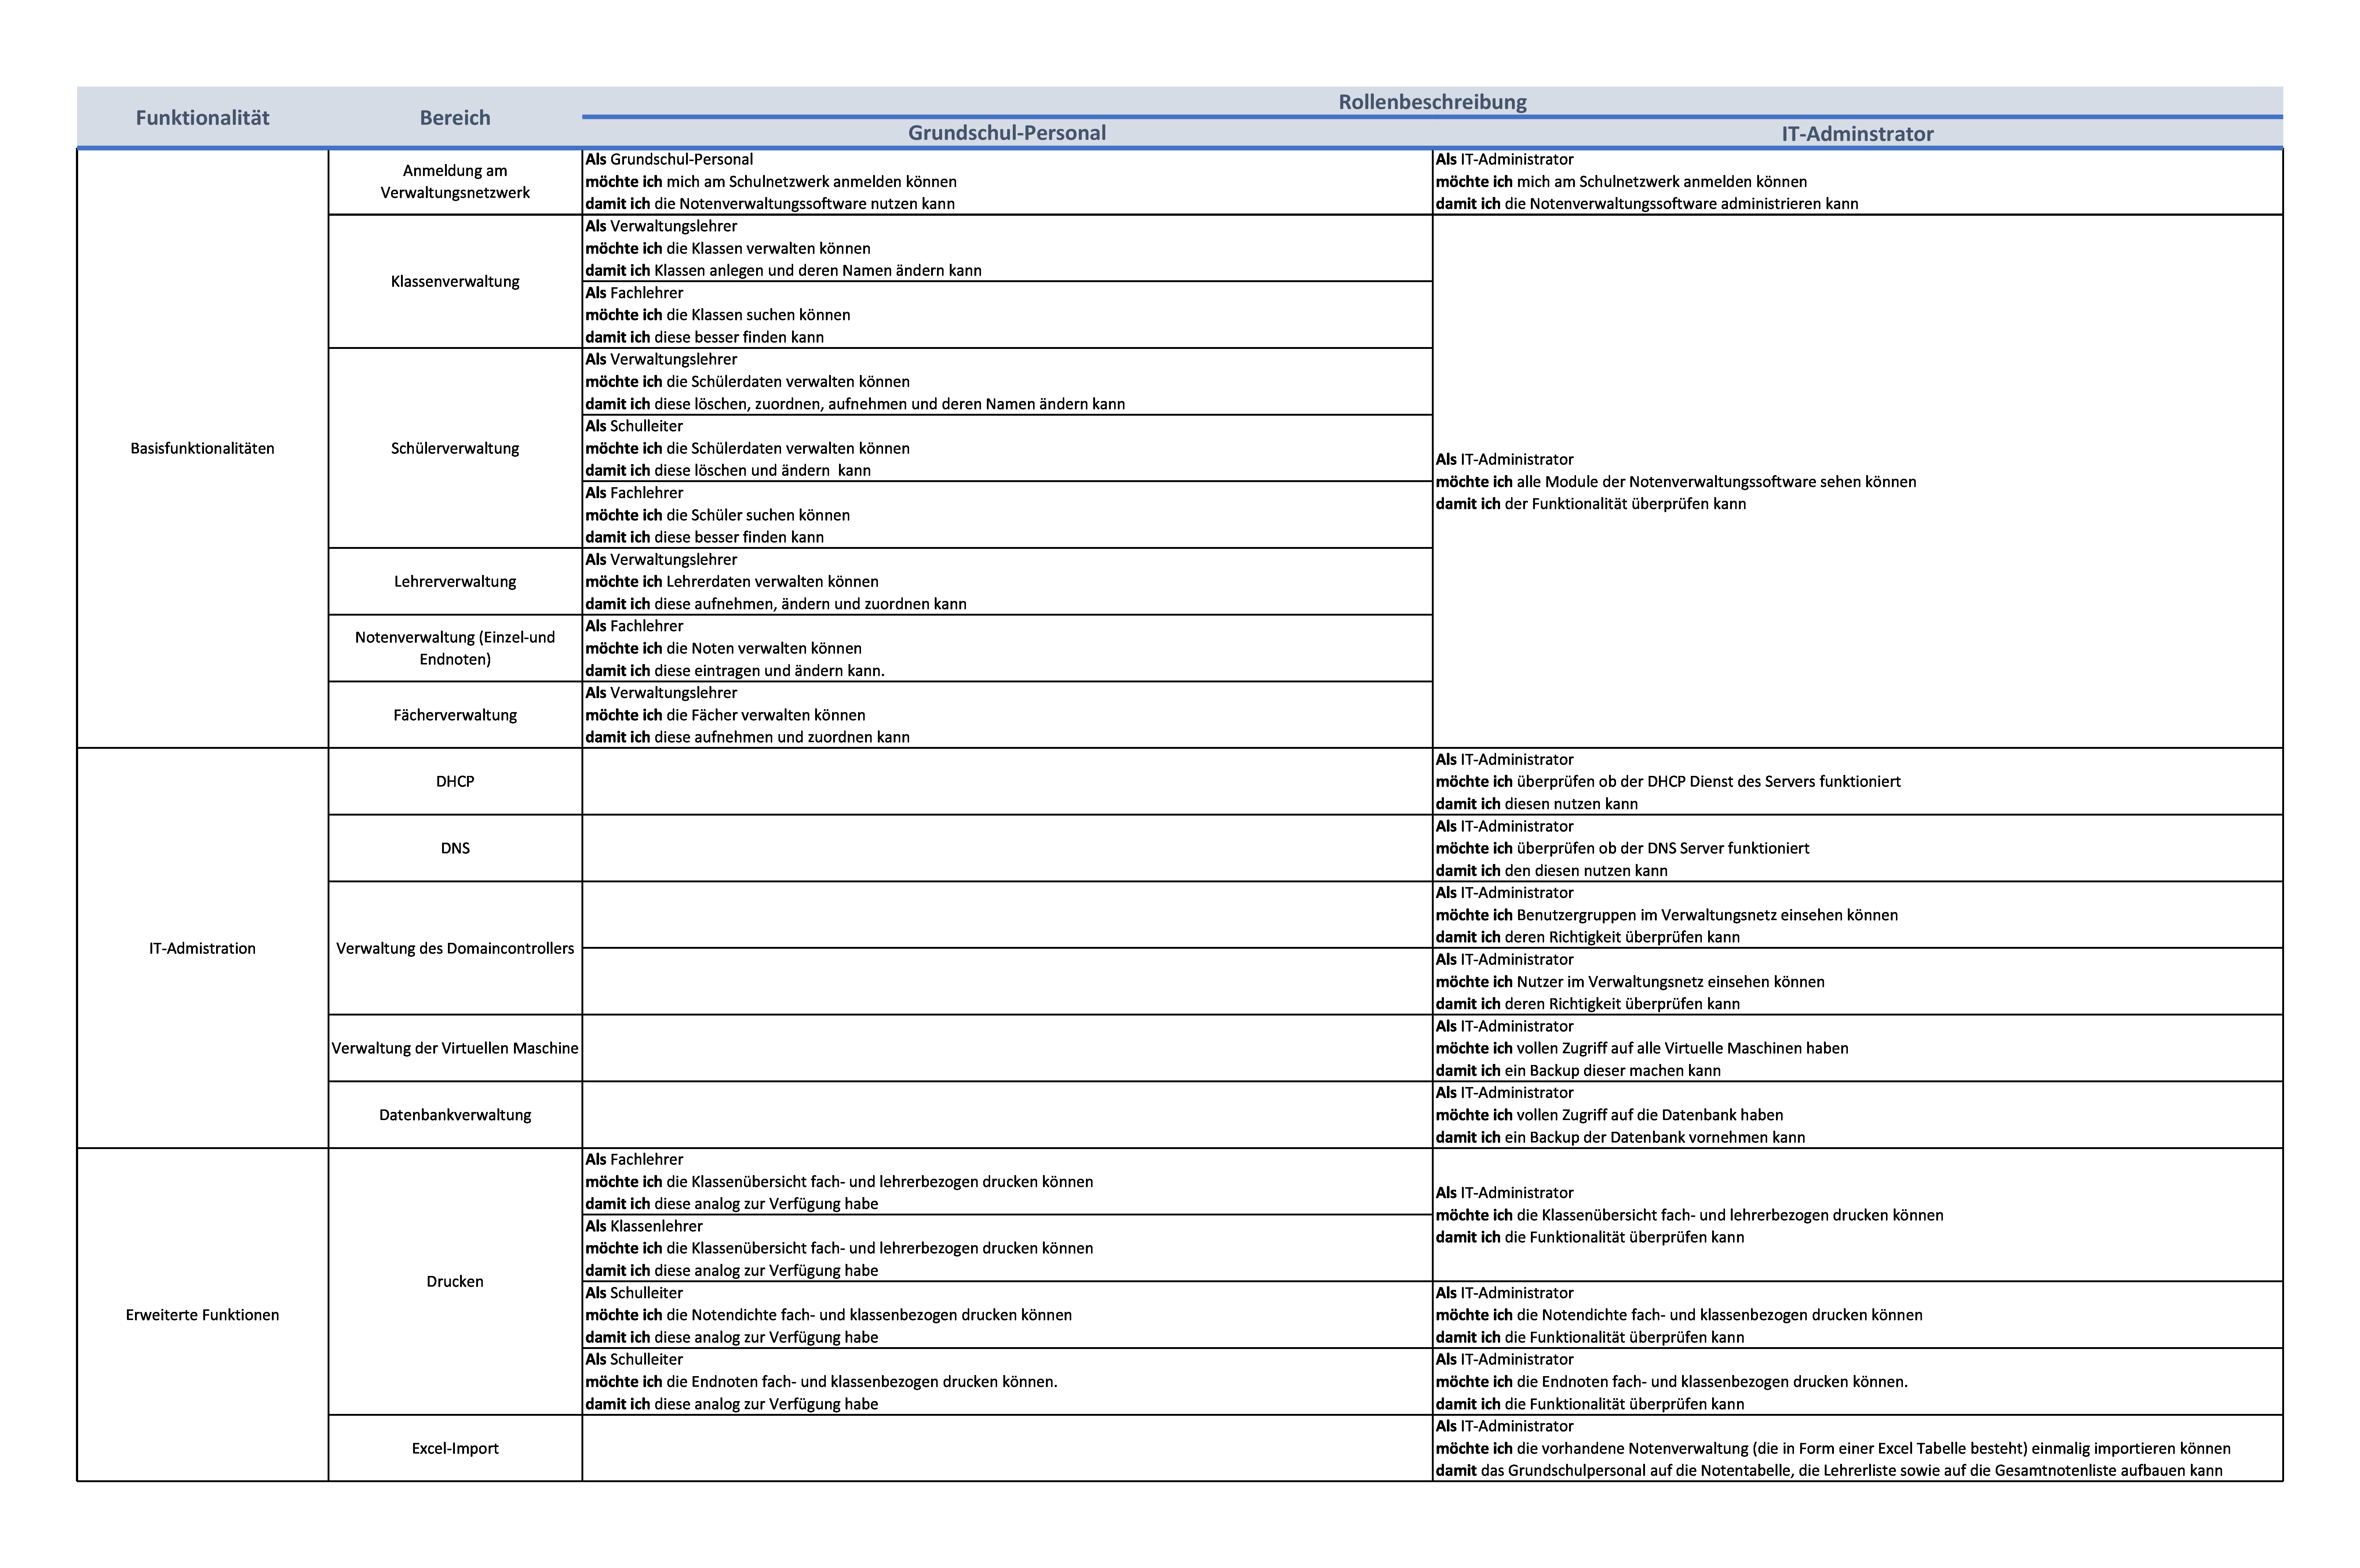 Funktionalität
Bereich
Rollenbeschreibung
Grundschul-Personal
IT-Adminstrator
Basisfunktionalitäten
Anmeldung am
Verwaltungsnetzwerk
Als Grundschul-Personal
möchte ich mich am Schulnetzwerk anmelden können
damit ich die Notenverwaltungssoftware nutzen kann
Als IT-Administrator
möchte ich mich am Schulnetzwerk anmelden können
damit ich die Notenverwaltungssoftware administrieren kann
Klassenverwaltung
Als Verwaltungslehrer
möchte ich die Klassen verwalten können
damit ich Klassen anlegen und deren Namen ändern kann
Als Fachlehrer
möchte ich die Klassen suchen können
damit ich diese besser finden kann
Schülerverwaltung
Als Verwaltungslehrer
möchte ich die Schülerdaten verwalten können
damit ich diese löschen, zuordnen, aufnehmen und deren Namen ändern kann
Als Schulleiter
möchte ich die Schülerdaten verwalten können
damit ich diese löschen und ändern  kann
Als Fachlehrer
möchte ich die Schüler suchen können
damit ich diese besser finden kann
Lehrerverwaltung
Als Verwaltungslehrer
möchte ich Lehrerdaten verwalten können
damit ich diese aufnehmen, ändern und zuordnen kann
Notenverwaltung (Einzel-und
Endnoten)
Als Fachlehrer
möchte ich die Noten verwalten können
damit ich diese eintragen und ändern kann.
Fächerverwaltung
Als Verwaltungslehrer
möchte ich die Fächer verwalten können
damit ich diese aufnehmen und zuordnen kann
Als IT-Administrator
möchte ich alle Module der Notenverwaltungssoftware sehen können
damit ich der Funktionalität überprüfen kann
IT-Admistration
DHCP
Als IT-Administrator
möchte ich überprüfen ob der DHCP Dienst des Servers funktioniert
damit ich diesen nutzen kann
DNS
Als IT-Administrator
möchte ich überprüfen ob der DNS Server funktioniert
damit ich den diesen nutzen kann
Verwaltung des Domaincontrollers
Als IT-Administrator
möchte ich Benutzergruppen im Verwaltungsnetz einsehen können
damit ich deren Richtigkeit überprüfen kann
Als IT-Administrator
möchte ich Nutzer im Verwaltungsnetz einsehen können
damit ich deren Richtigkeit überprüfen kann
Verwaltung der Virtuellen Maschine
Als IT-Administrator
möchte ich vollen Zugriff auf alle Virtuelle Maschinen haben
damit ich ein Backup dieser machen kann
Datenbankverwaltung
Als IT-Administrator
möchte ich vollen Zugriff auf die Datenbank haben
damit ich ein Backup der Datenbank vornehmen kann
Erweiterte Funktionen
Drucken
Als Fachlehrer
möchte ich die Klassenübersicht fach- und lehrerbezogen drucken können
damit ich diese analog zur Verfügung habe
Als Klassenlehrer
möchte ich die Klassenübersicht fach- und lehrerbezogen drucken können
damit ich diese analog zur Verfügung habe
Als IT-Administrator
möchte ich die Klassenübersicht fach- und lehrerbezogen drucken können
damit ich die Funktionalität überprüfen kann
Als Schulleiter
möchte ich die Notendichte fach- und klassenbezogen drucken können
damit ich diese analog zur Verfügung habe
Als IT-Administrator
möchte ich die Notendichte fach- und klassenbezogen drucken können
damit ich die Funktionalität überprüfen kann
Als Schulleiter
möchte ich die Endnoten fach- und klassenbezogen drucken können.
damit ich diese analog zur Verfügung habe
Als IT-Administrator
möchte ich die Endnoten fach- und klassenbezogen drucken können.
damit ich die Funktionalität überprüfen kann
Excel-Import
Als IT-Administrator
möchte ich die vorhandene Notenverwaltung (die in Form einer Excel Tabelle besteht) einmalig importieren können
damit das Grundschulpersonal auf die Notentabelle, die Lehrerliste sowie auf die Gesamtnotenliste aufbauen kann